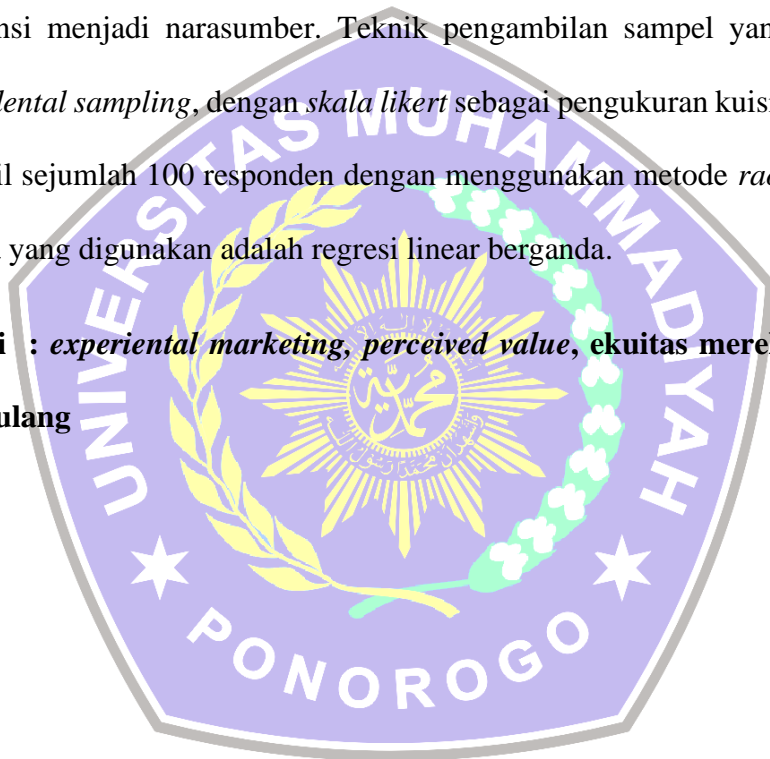 nsi menjadi narasumber. Teknik pengambilan sampel yan
dental sampling, dengan skala likert sebagai pengukuran kuis
il sejumlah 100 responden dengan menggunakan metode ra
yang digunakan adalah regresi linear berganda.
i : experiental marketing, perceived value, ekuitas mere
ulang
UNIVERSITAS MUHAMMADIYAH
محمدية
PONOROGO